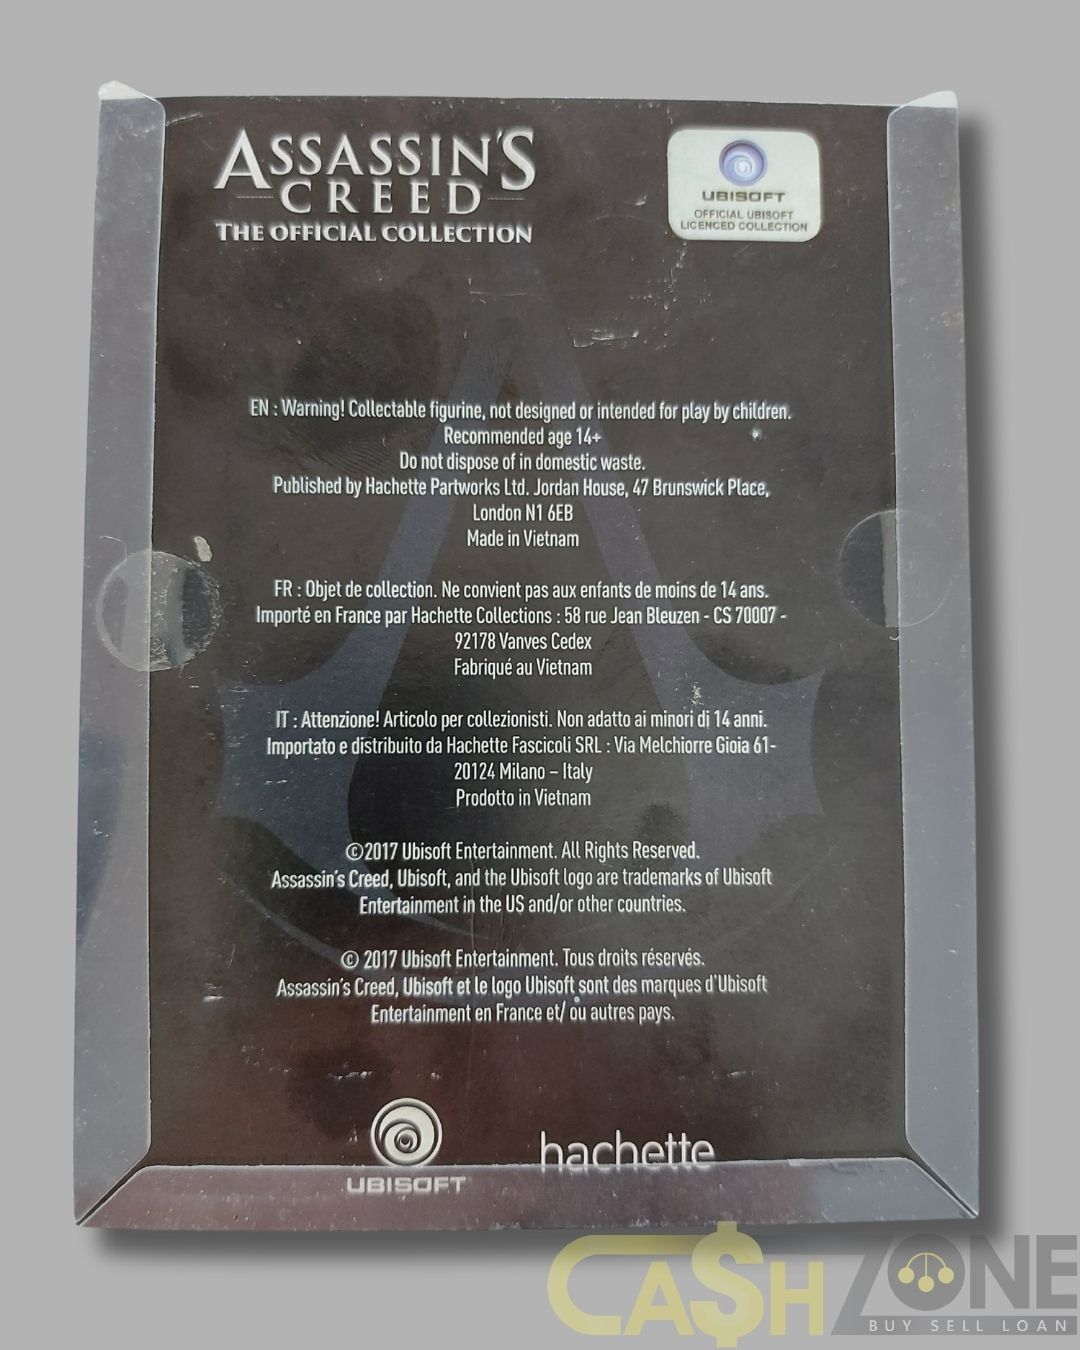 ASSASSIN'S
CREED
THE OFFICIAL COLLECTION
UBISOFT
OFFICIAL UBISOFT
LICENCED COLLECTION
EN : Warning! Collectable figurine, not designed or intended for play by children.
Recommended age 14+
Do not dispose of in domestic waste.
Published by Hachette Partworks Ltd. Jordan House, 47 Brunswick Place,
London N1 6EB
Made in Vietnam
FR : Objet de collection. Ne convient pas aux enfants de moins de 14 ans.
Importé en France par Hachette Collections : 58 rue Jean Bleuzen - CS 70007 -
92178 Vanves Cedex
Fabriqué au Vietnam
IT : Attenzione! Articolo per collezionisti. Non adatto ai minori di 14 anni.
Importato e distribuito da Hachette Fascicoli SRL : Via Melchiorre Gioia 61-
20124 Milano – Italy
Prodotto in Vietnam
©2017 Ubisoft Entertainment. All Rights Reserved.
Assassin's Creed, Ubisoft, and the Ubisoft logo are trademarks of Ubisoft
Entertainment in the US and/or other countries.
© 2017 Ubisoft Entertainment. Tous droits réservés.
Assassin's Creed, Ubisoft et le logo Ubisoft sont des marques d'Ubisoft
Entertainment en France et/ ou autres pays.
UBISOFT
hachette
CA$HZONE
BUY SELL LOAN